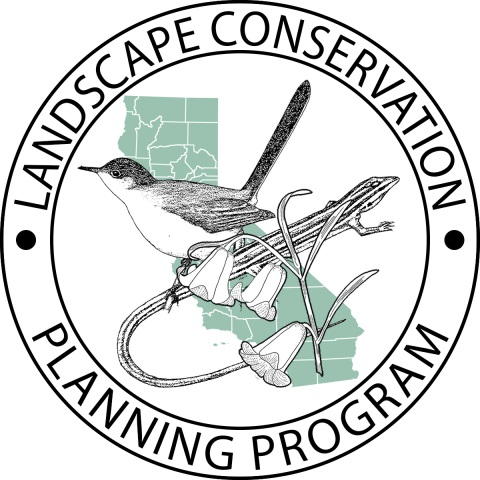 LANDSCAPE CONSERVATION
PLANNING PROGRAM